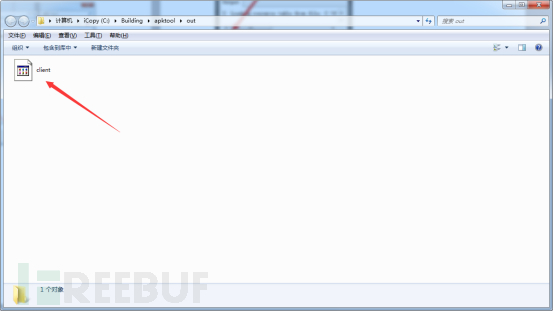 计算机 ▸ iCopy (C:) ▸ Building ▸ apktool ▸ out
搜索 out
文件(F) 编辑(E) 查看(V) 工具(T) 帮助(H)
组织 包含到库中 新建文件夹
client
REEBUF
1 个对象